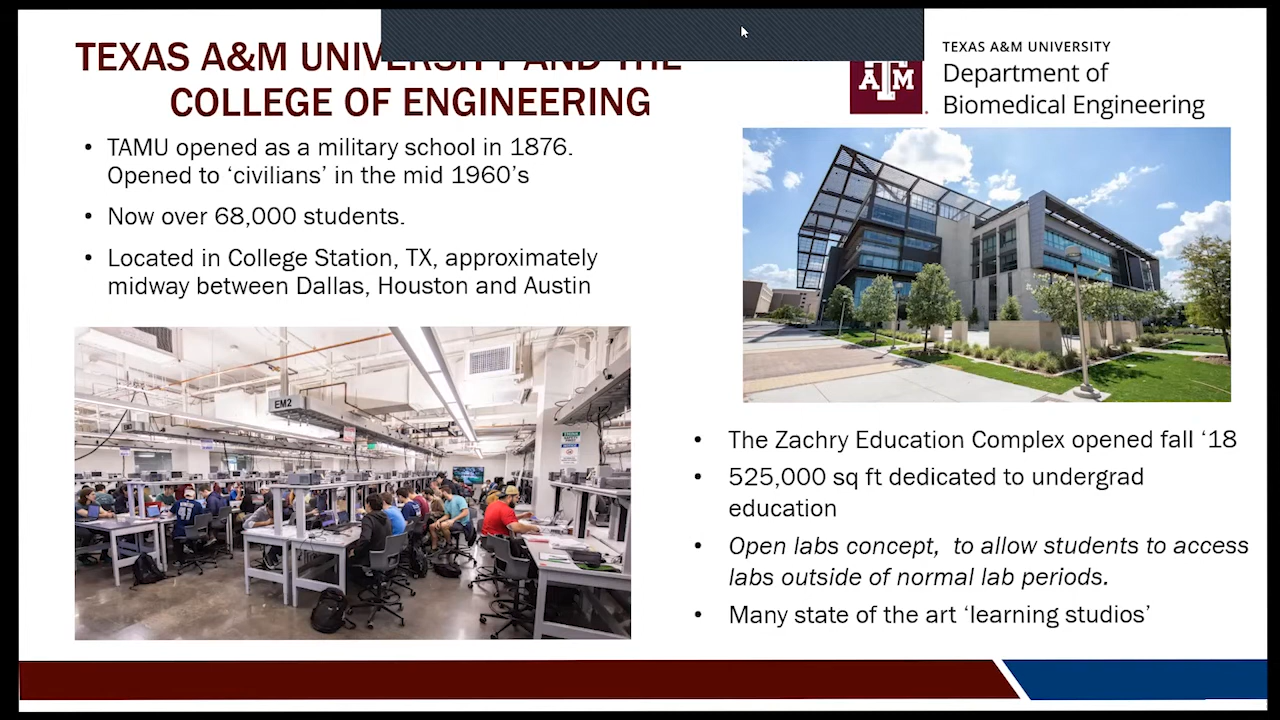 TEXAS A&M UNIVERSITY AND THE
COLLEGE OF ENGINEERING
TEXAS A&M UNIVERSITY
Department of
Biomedical Engineering
A M
• TAMU opened as a military school in 1876.
Opened to ‘civilians’ in the mid 1960’s
• Now over 68,000 students.
• Located in College Station, TX, approximately
midway between Dallas, Houston and Austin
EM2
• The Zachry Education Complex opened fall ‘18
• 525,000 sq ft dedicated to undergrad
education
• Open labs concept, to allow students to access
labs outside of normal lab periods.
• Many state of the art ‘learning studios’